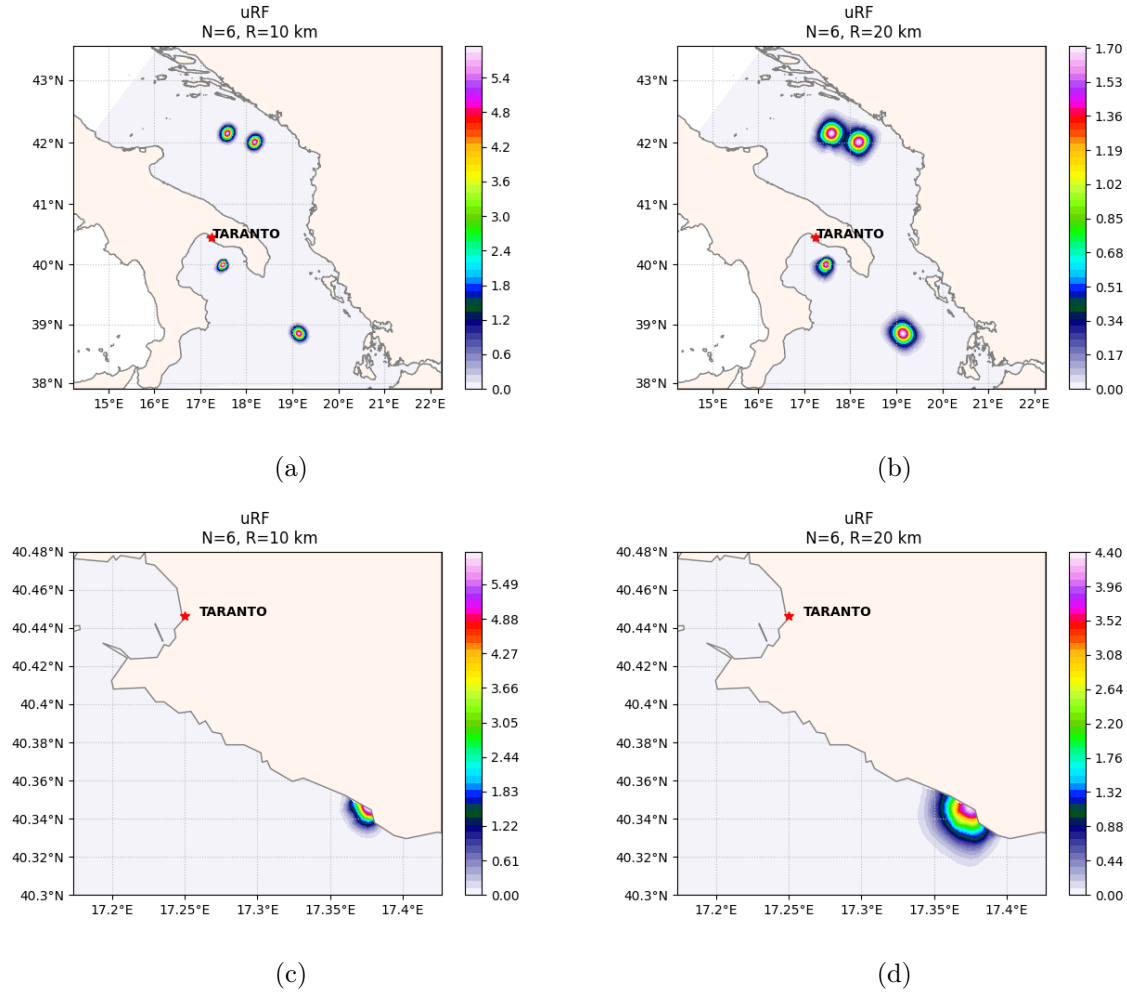 uRF
N=6, R=10 km
43°N
42°N
41°N
40°N
39°N
38°N
15°E 16°E 17°E 18°E 19°E 20°E 21°E 22°E
TARANTO
5.4
4.8
4.2
3.6
3.0
2.4
1.8
1.2
0.6
0.0
(a)
uRF
N=6, R=20 km
43°N
42°N
41°N
40°N
39°N
38°N
15°E 16°E 17°E 18°E 19°E 20°E 21°E 22°E
TARANTO
1.70
1.53
1.36
1.19
1.02
0.85
0.68
0.51
0.34
0.17
0.00
(b)
uRF
N=6, R=10 km
40.48°N
40.46°N
40.44°N
40.42°N
40.4°N
40.38°N
40.36°N
40.34°N
40.32°N
40.3°N
17.2°E 17.25°E 17.3°E 17.35°E 17.4°E
TARANTO
5.49
4.88
4.27
3.66
3.05
2.44
1.83
1.22
0.61
0.00
(c)
uRF
N=6, R=20 km
40.48°N
40.46°N
40.44°N
40.42°N
40.4°N
40.38°N
40.36°N
40.34°N
40.32°N
40.3°N
17.2°E 17.25°E 17.3°E 17.35°E 17.4°E
TARANTO
4.40
3.96
3.52
3.08
2.64
2.20
1.76
1.32
0.88
0.44
0.00
(d)